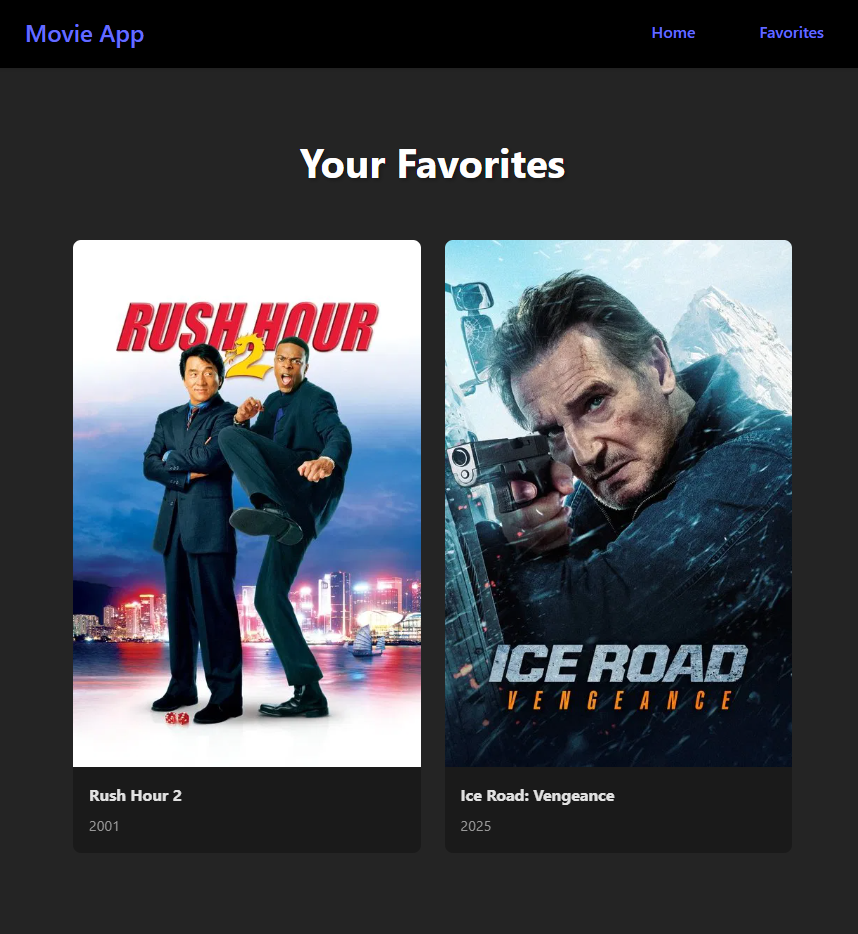 Movie App
Home
Favorites
Your Favorites
RUSH HOUR
2
ICE ROAD
VENGEANCE
Rush Hour 2
2001
Ice Road: Vengeance
2025